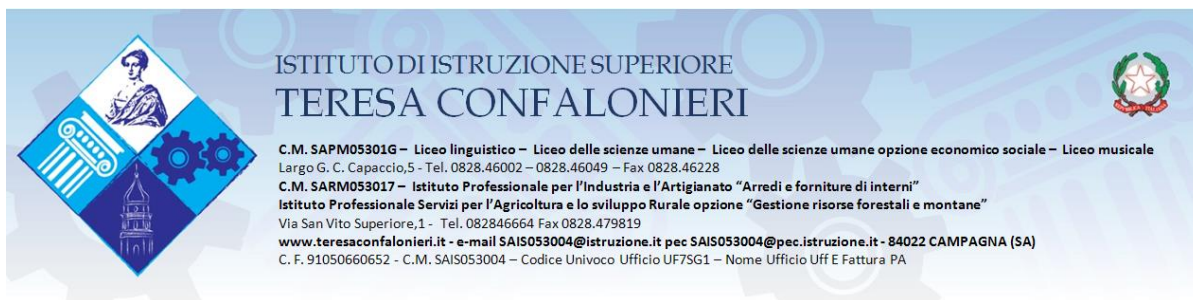 ISTITUTO DI ISTRUZIONE SUPERIORE
TERESA CONFALONIERI
C.M. SAPM05301G – Liceo linguistico – Liceo delle scienze umane – Liceo delle scienze umane opzione economico sociale – Liceo musicale
Largo G. C. Capaccio,5 - Tel. 0828.46002 – 0828.46049 – Fax 0828.46228
C.M. SARM053017 – Istituto Professionale per l’Industria e l’Artigianato “Arredi e forniture di interni”
Istituto Professionale Servizi per l’Agricoltura e lo sviluppo Rurale opzione “Gestione risorse forestali e montane”
Via San Vito Superiore,1 - Tel. 082846664 Fax 0828.479819
www.teresaconfalonieri.it - e-mail SAIS053004@istruzione.it pec SAIS053004@pec.istruzione.it - 84022 CAMPAGNA (SA)
C. F. 91050660652 - C.M. SAIS053004 – Codice Univoco Ufficio UF7SG1 – Nome Ufficio Uff E Fattura PA